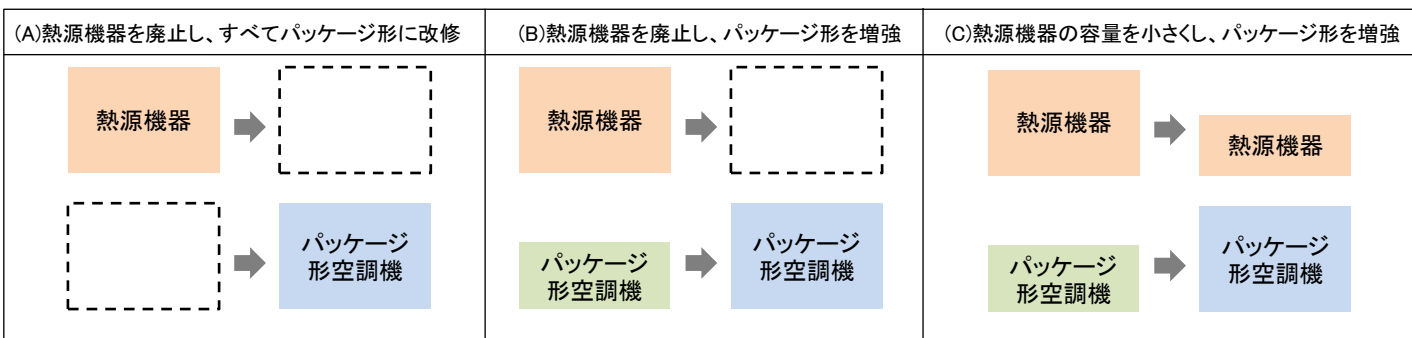 (A)熱源機器を廃止し、すべてパッケージ形に改修
(B)熱源機器を廃止し、パッケージ形を増強
(C)熱源機器の容量を小さくし、パッケージ形を増強
熱源機器
パッケージ
形空調機
熱源機器
パッケージ
形空調機
パッケージ
形空調機
熱源機器
熱源機器
パッケージ
形空調機
パッケージ
形空調機